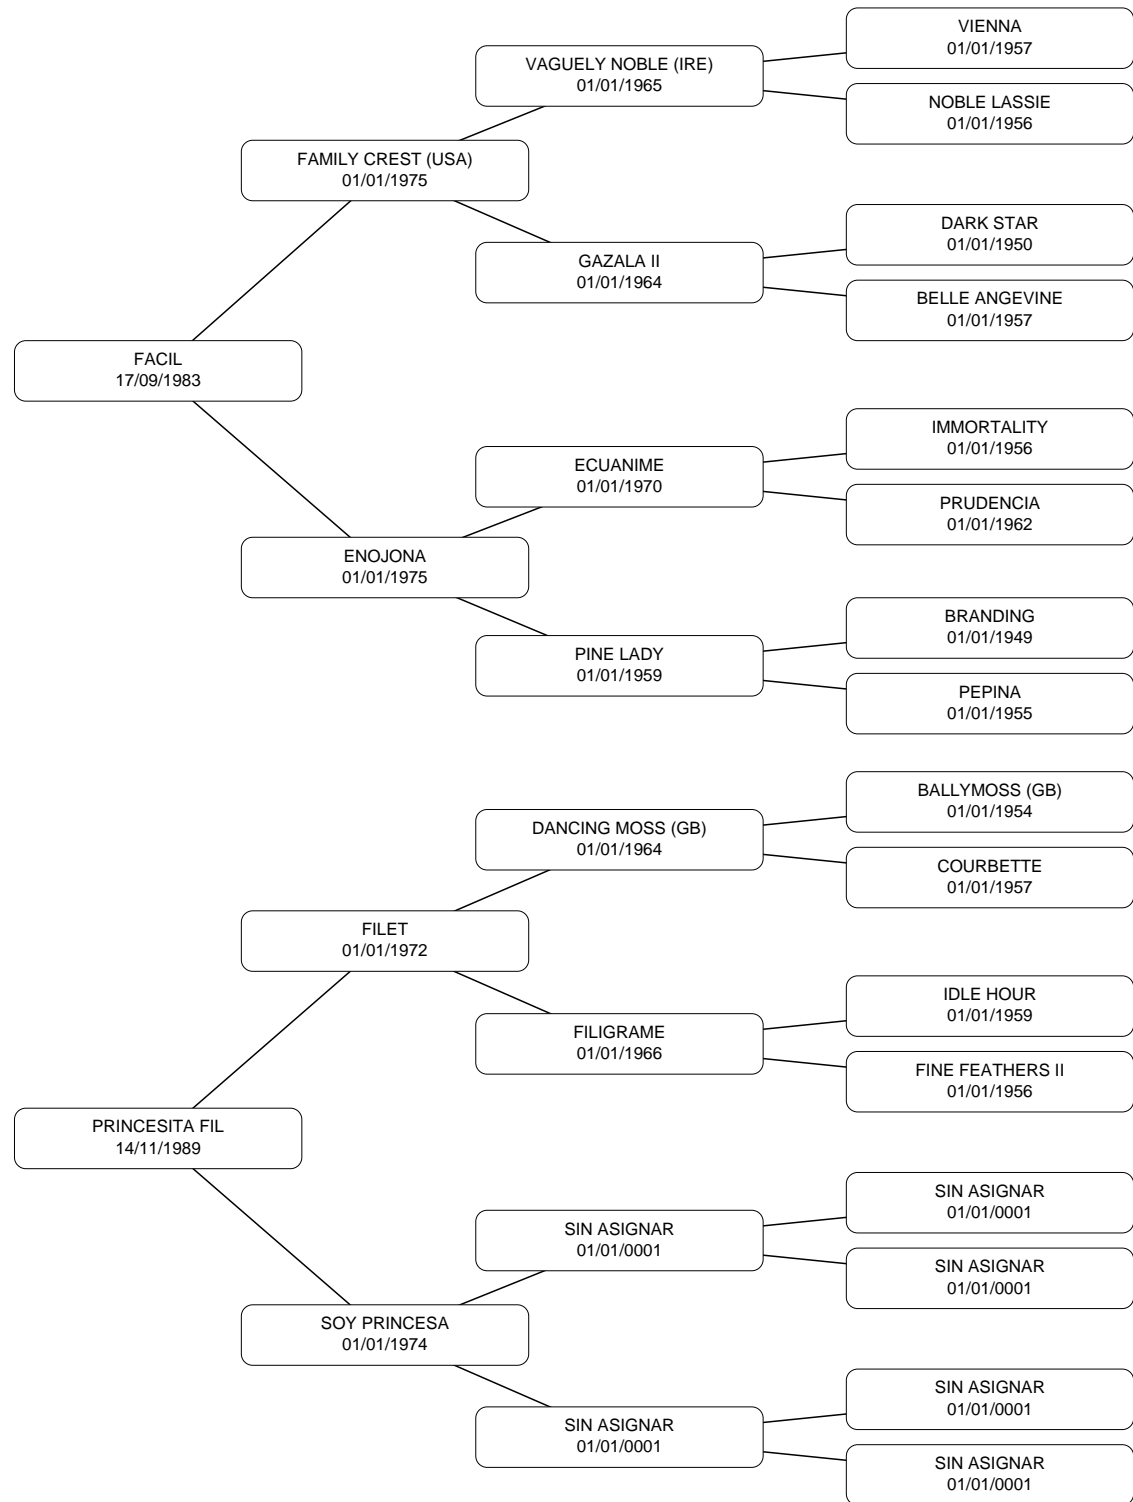 VIENNA
01/01/1957
VAGUELY NOBLE (IRE)
01/01/1965
NOBLE LASSIE
01/01/1956
FAMILY CREST (USA)
01/01/1975
DARK STAR
01/01/1950
GAZALA II
01/01/1964
BELLE ANGEVINE
01/01/1957
FACIL
17/09/1983
IMMORTALITY
01/01/1956
ECUANIME
01/01/1970
PRUDENCIA
01/01/1962
ENOJONA
01/01/1975
BRANDING
01/01/1949
PINE LADY
01/01/1959
PEPINA
01/01/1955
BALLYMOSS (GB)
01/01/1954
DANCING MOSS (GB)
01/01/1964
COURBETTE
01/01/1957
FILET
01/01/1972
IDLE HOUR
01/01/1959
FILIGRAME
01/01/1966
FINE FEATHERS II
01/01/1956
PRINCESITA FIL
14/11/1989
SIN ASIGNAR
01/01/0001
SIN ASIGNAR
01/01/0001
SIN ASIGNAR
01/01/0001
SOY PRINCESA
01/01/1974
SIN ASIGNAR
01/01/0001
SIN ASIGNAR
01/01/0001
SIN ASIGNAR
01/01/0001